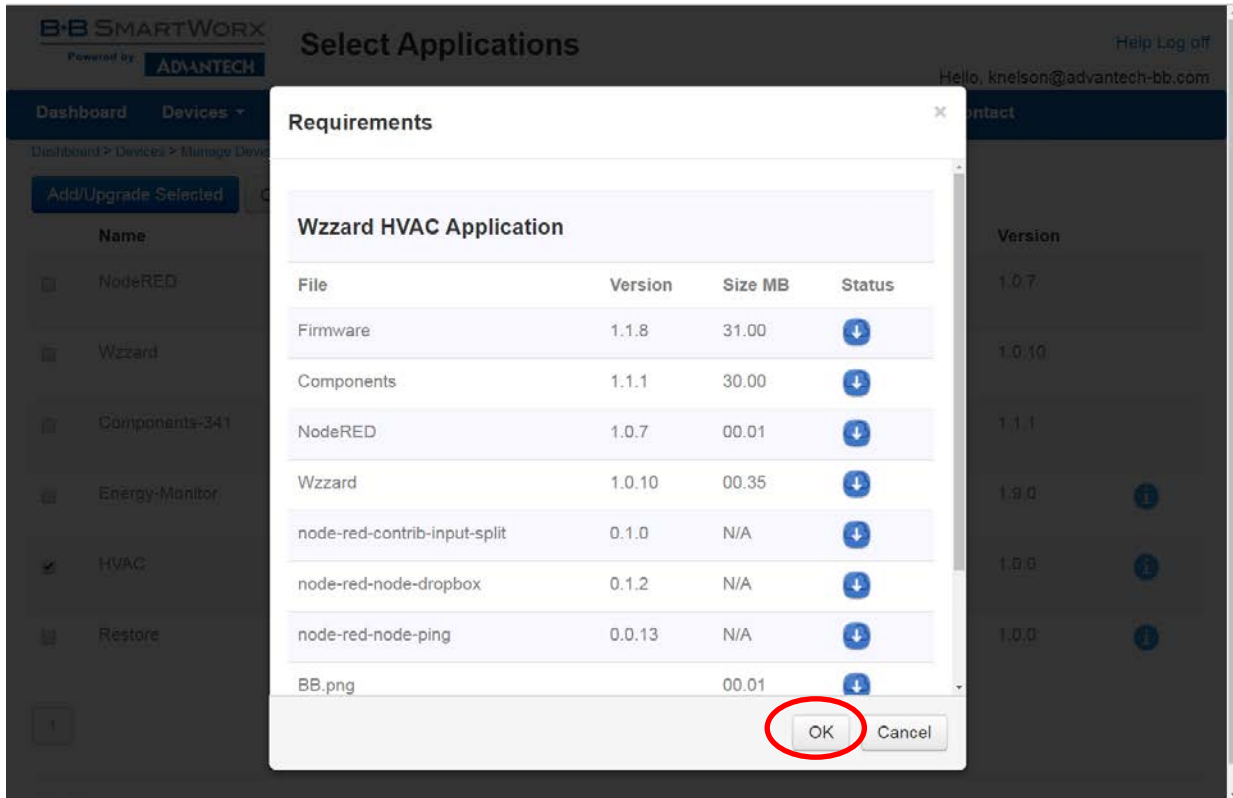 B+B SMARTWORX
Powered by ADVANTECH
Select Applications
Help Log off
Hello, knelson@advantech-bb.com
Dashboard Devices ntact
Dashboard > Devices > Manage Devi
Add/Upgrade Selected
Name Version
NodeRED 1.0.7
Wzzard 1.0.10
Components-341 1.1.1
Energy-Monitor 1.9.0
HVAC 1.0.0
Restore 1.0.0
1
Requirements ×
Wzzard HVAC Application
File Version Size MB Status
Firmware 1.1.8 31.00
Components 1.1.1 30.00
NodeRED 1.0.7 00.01
Wzzard 1.0.10 00.35
node-red-contrib-input-split 0.1.0 N/A
node-red-node-dropbox 0.1.2 N/A
node-red-node-ping 0.0.13 N/A
BB.png 00.01
OK Cancel